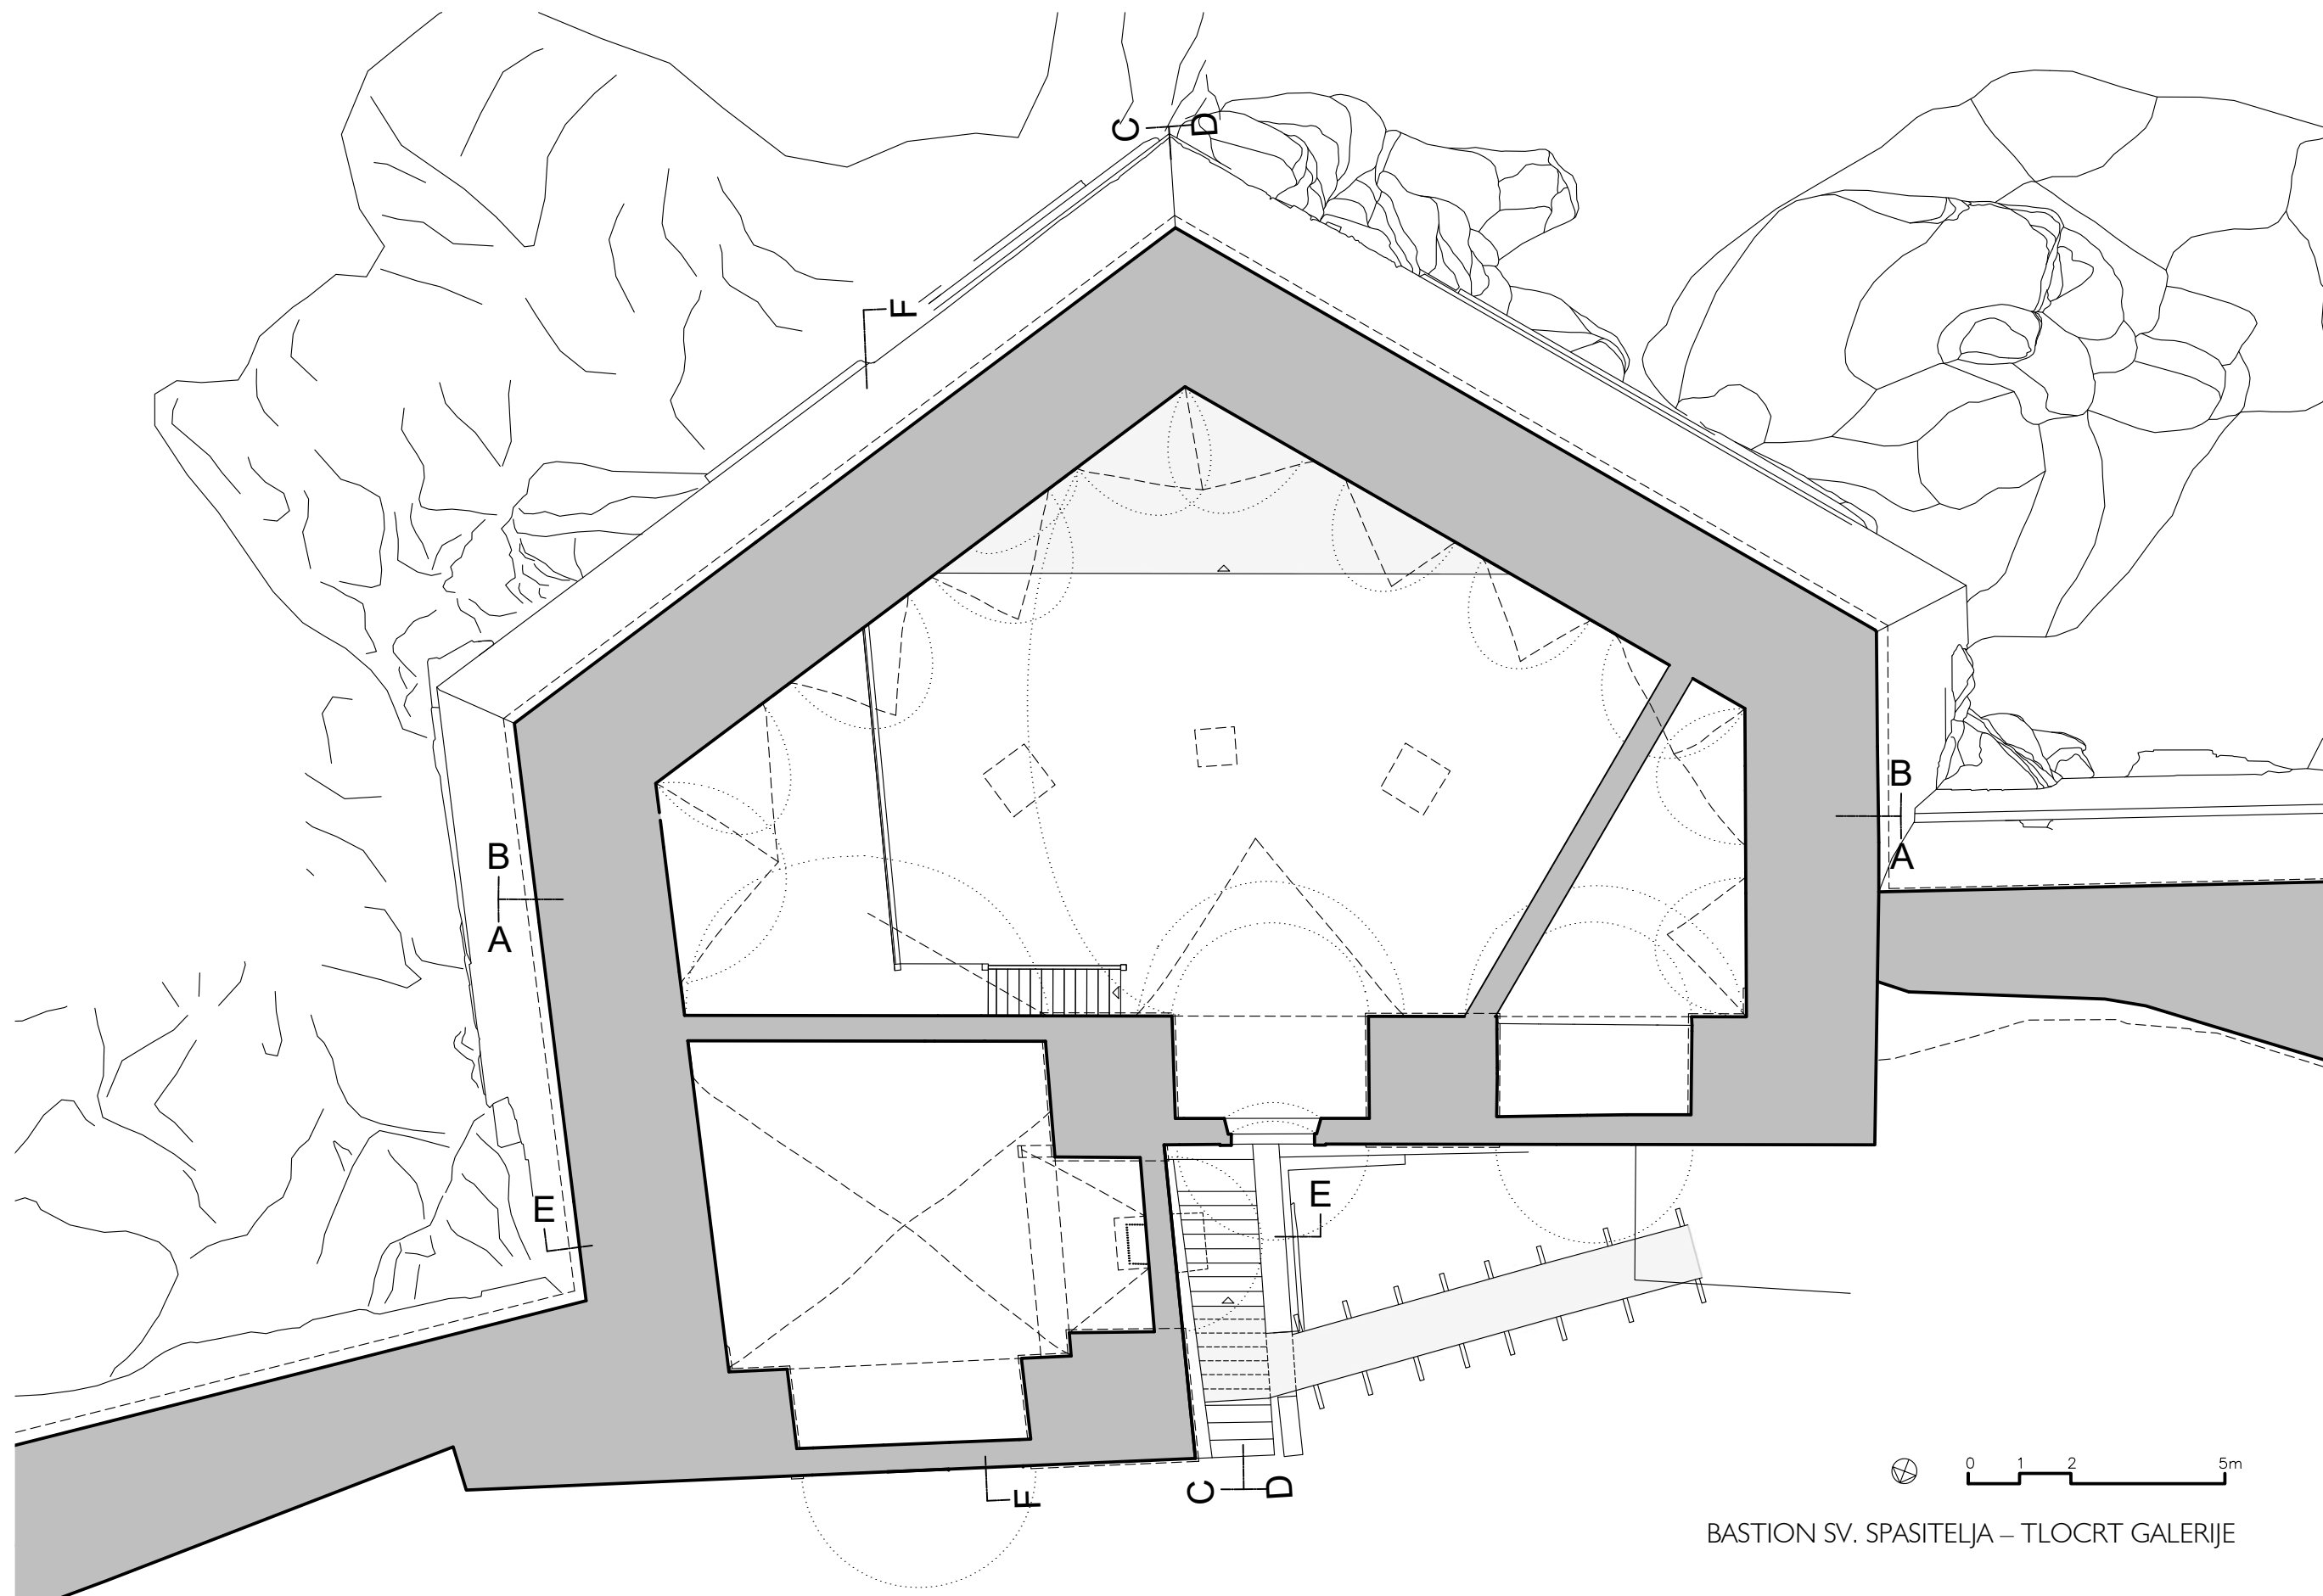 C D
F
B
A
B
A
E
E
C D
F
0 1 2 5m
BASTION SV. SPASITELJA – TLOCRT GALERIJE